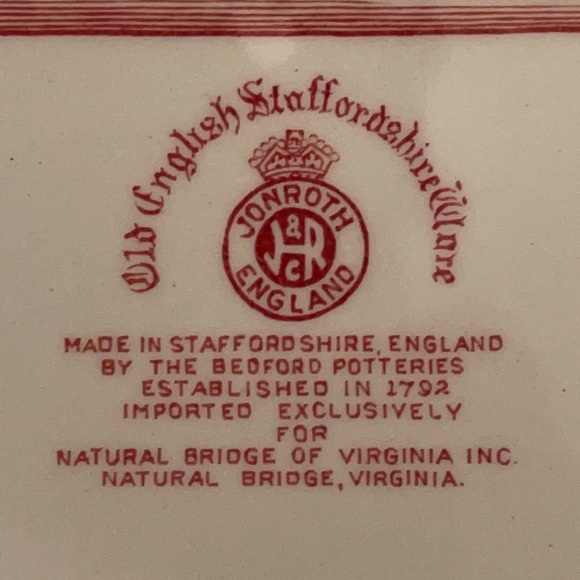 Old English Staffordshire Ware
JONROTH
J&RC
ENGLAND
MADE IN STAFFORDSHIRE, ENGLAND
BY THE BEDFORD POTTERIES
ESTABLISHED IN 1792
IMPORTED EXCLUSIVELY
FOR
NATURAL BRIDGE OF VIRGINIA INC.
NATURAL BRIDGE, VIRGINIA.